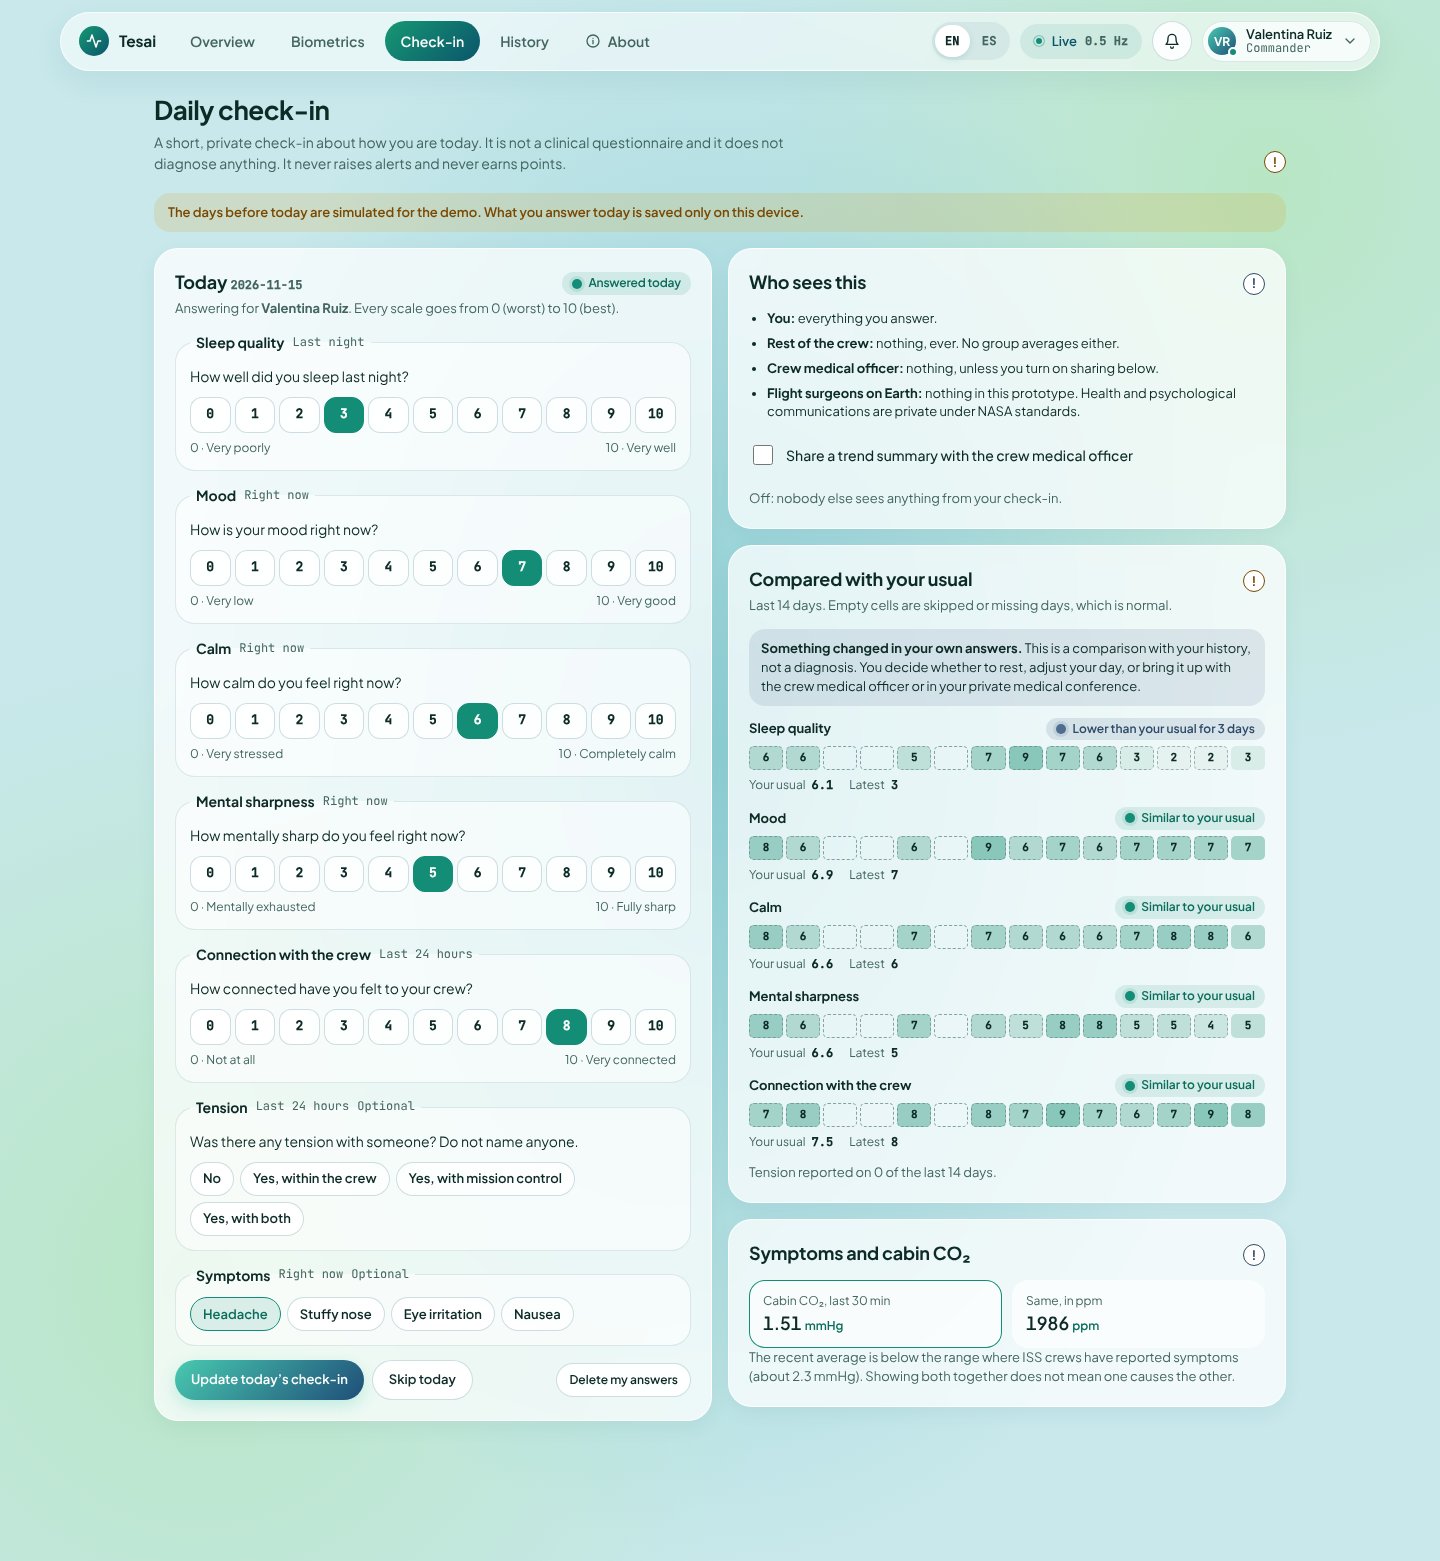 Tesai
Overview
Biometrics
Check-in
History
About
EN
ES
Live 0.5 Hz
VR
Valentina Ruiz
Commander
Daily check-in
A short, private check-in about how you are today. It is not a clinical questionnaire and it does not
diagnose anything. It never raises alerts and never earns points.
!
The days before today are simulated for the demo. What you answer today is saved only on this device.
Today 2026-11-15
Answered today
Answering for Valentina Ruiz. Every scale goes from 0 (worst) to 10 (best).
Sleep quality Last night
How well did you sleep last night?
0 1 2 3 4 5 6 7 8 9 10
0 · Very poorly
10 · Very well
Mood Right now
How is your mood right now?
0 1 2 3 4 5 6 7 8 9 10
0 · Very low
10 · Very good
Calm Right now
How calm do you feel right now?
0 1 2 3 4 5 6 7 8 9 10
0 · Very stressed
10 · Completely calm
Mental sharpness Right now
How mentally sharp do you feel right now?
0 1 2 3 4 5 6 7 8 9 10
0 · Mentally exhausted
10 · Fully sharp
Connection with the crew Last 24 hours
How connected have you felt to your crew?
0 1 2 3 4 5 6 7 8 9 10
0 · Not at all
10 · Very connected
Tension Last 24 hours Optional
Was there any tension with someone? Do not name anyone.
No
Yes, within the crew
Yes, with mission control
Yes, with both
Symptoms Right now Optional
Headache
Stuffy nose
Eye irritation
Nausea
Update today's check-in
Skip today
Delete my answers
Who sees this
!
• You: everything you answer.
• Rest of the crew: nothing, ever. No group averages either.
• Crew medical officer: nothing, unless you turn on sharing below.
• Flight surgeons on Earth: nothing in this prototype. Health and psychological
communications are private under NASA standards.
Share a trend summary with the crew medical officer
Off: nobody else sees anything from your check-in.
Compared with your usual
!
Last 14 days. Empty cells are skipped or missing days, which is normal.
Something changed in your own answers. This is a comparison with your history,
not a diagnosis. You decide whether to rest, adjust your day, or bring it up with
the crew medical officer or in your private medical conference.
Sleep quality
Lower than your usual for 3 days
6 6 5 7 9 7 6 3 2 2 3
Your usual 6.1 Latest 3
Mood
Similar to your usual
8 6 6 9 6 7 6 7 7 7 7
Your usual 6.9 Latest 7
Calm
Similar to your usual
8 6 7 7 6 6 6 7 8 8 6
Your usual 6.6 Latest 6
Mental sharpness
Similar to your usual
8 6 7 6 5 8 8 5 5 4 5
Your usual 6.6 Latest 5
Connection with the crew
Similar to your usual
7 8 8 8 7 9 7 6 7 9 8
Your usual 7.5 Latest 8
Tension reported on 0 of the last 14 days.
Symptoms and cabin CO₂
!
Cabin CO₂, last 30 min
1.51 mmHg
Same, in ppm
1986 ppm
The recent average is below the range where ISS crews have reported symptoms
(about 2.3 mmHg). Showing both together does not mean one causes the other.